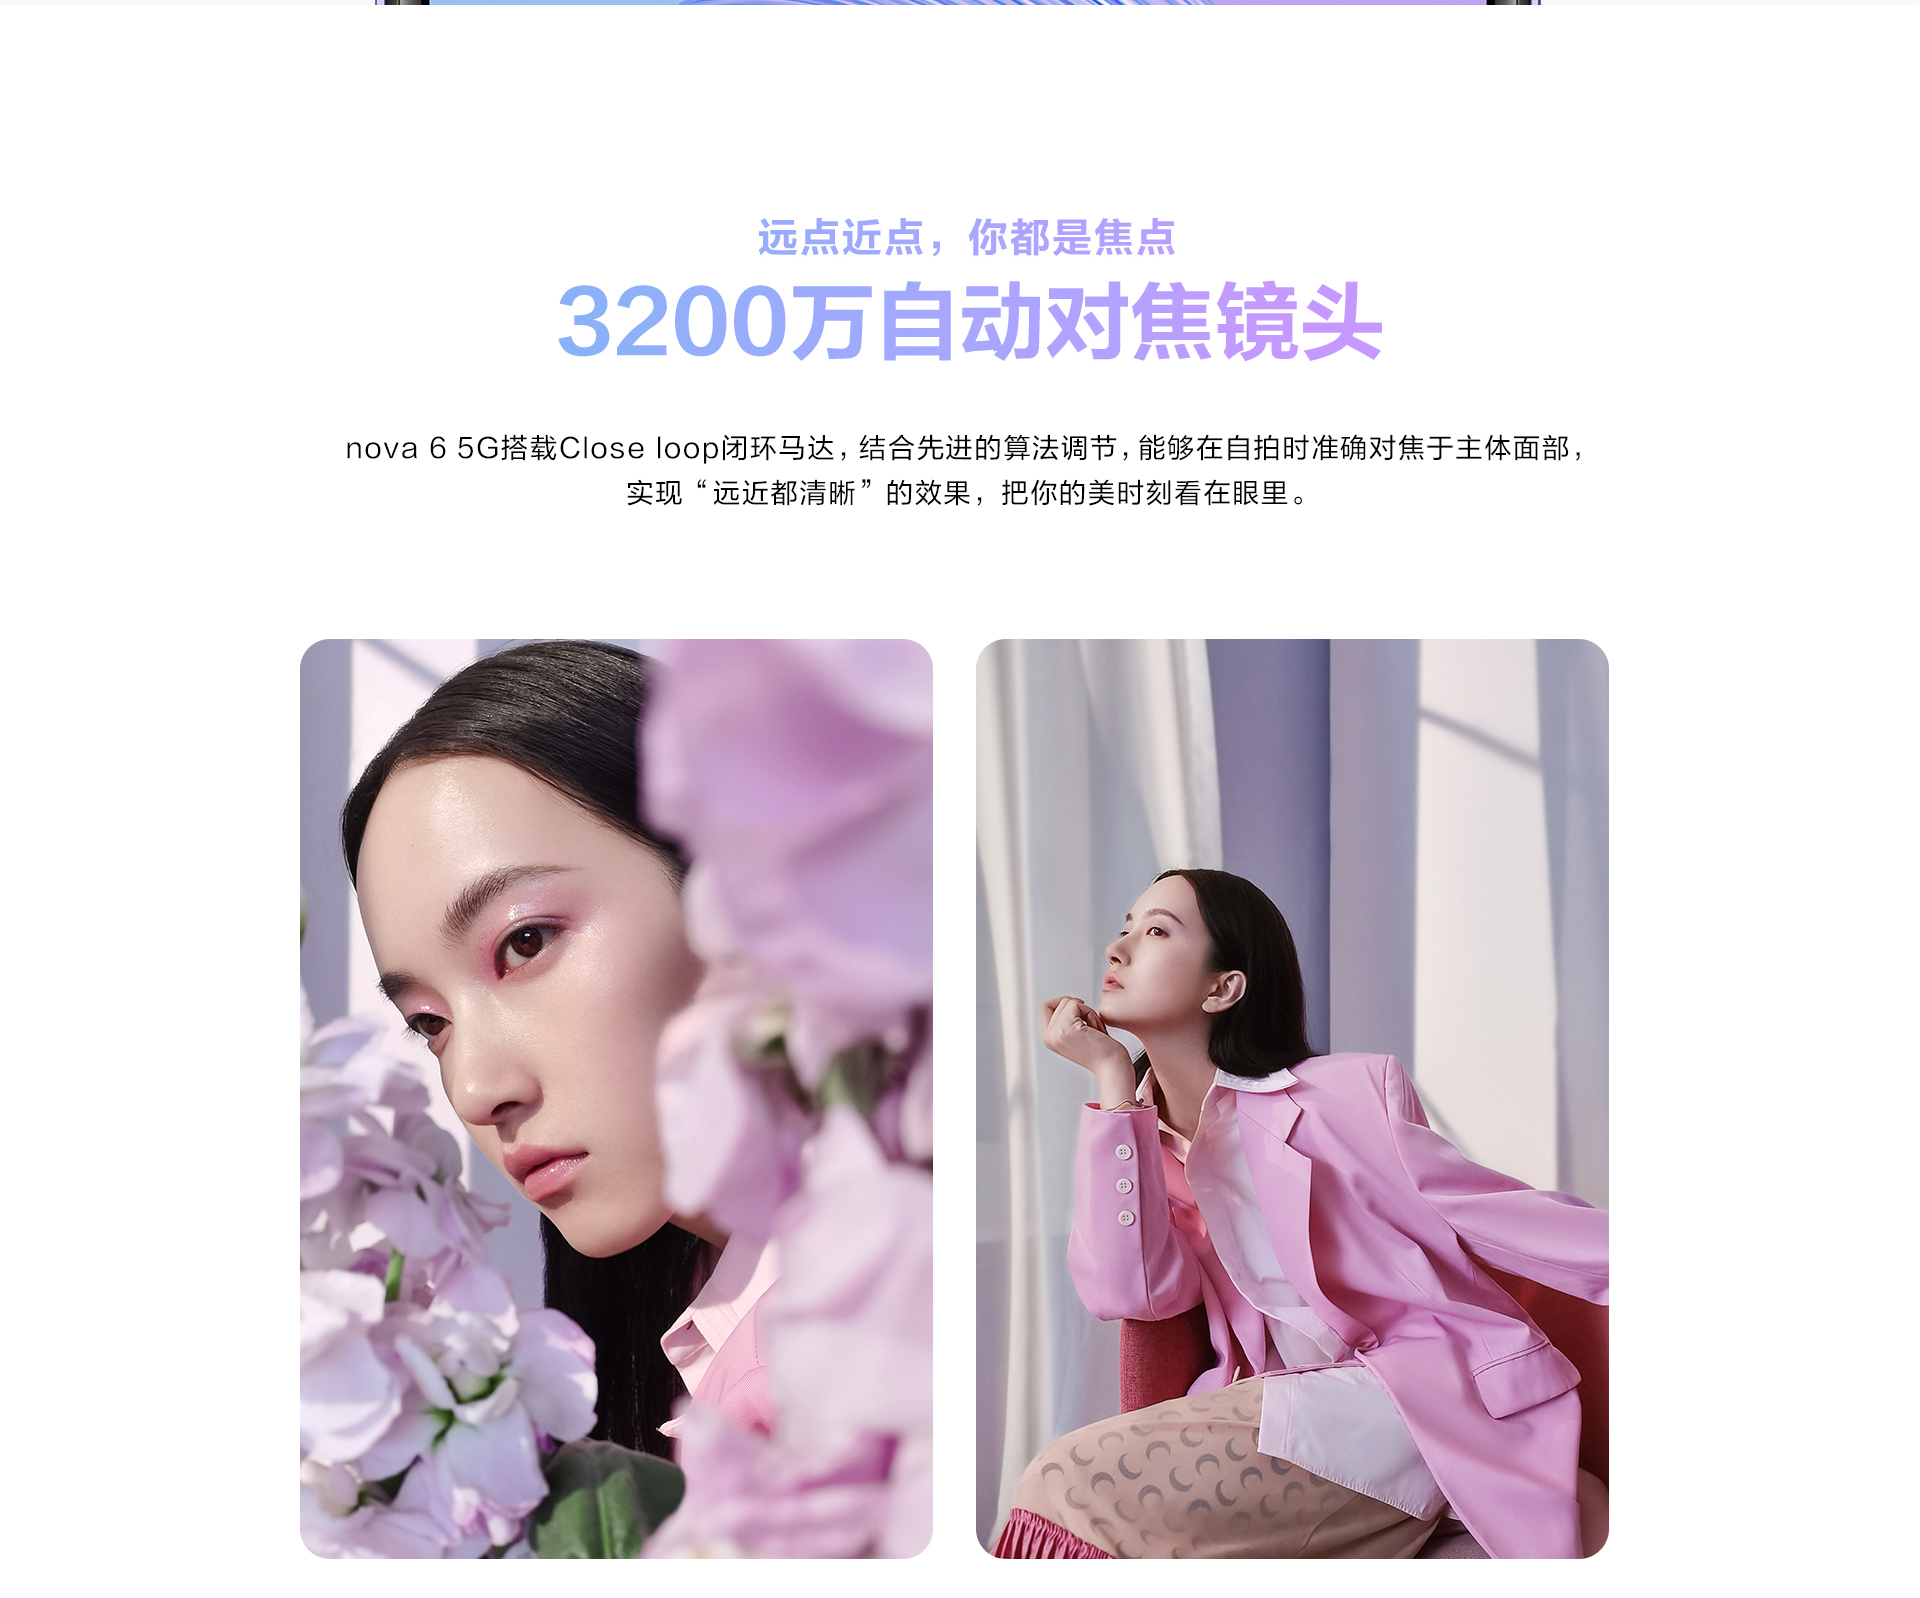 远点近点，你都是焦点
3200万自动对焦镜头
nova 6 5G搭载Close loop闭环马达，结合先进的算法调节，能够在自拍时准确对焦于主体面部，
实现“远近都清晰”的效果，把你的美时刻看在眼里。